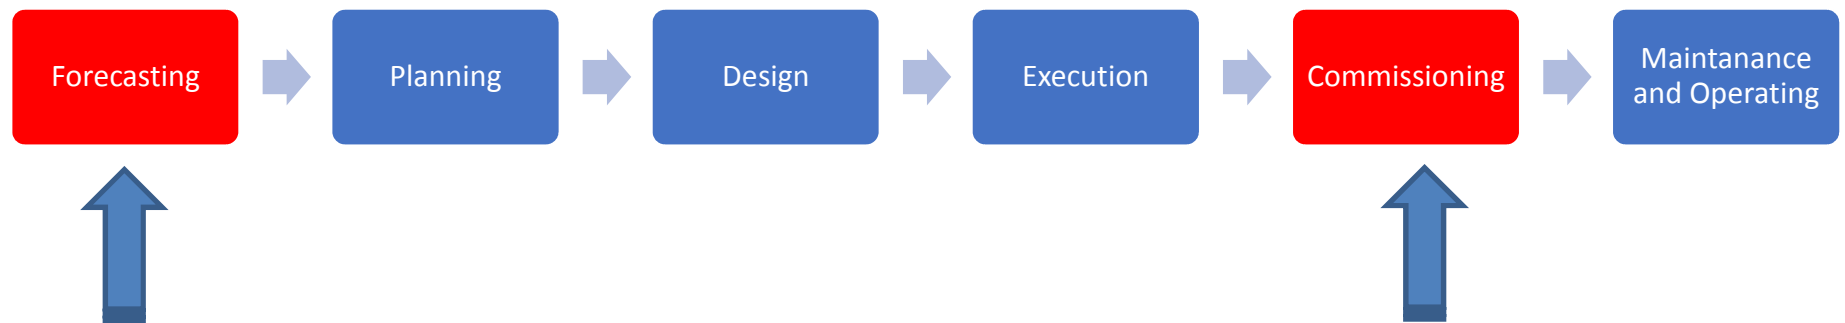 Forecasting
Planning
Design
Execution
Commissioning
Maintanance
and Operating